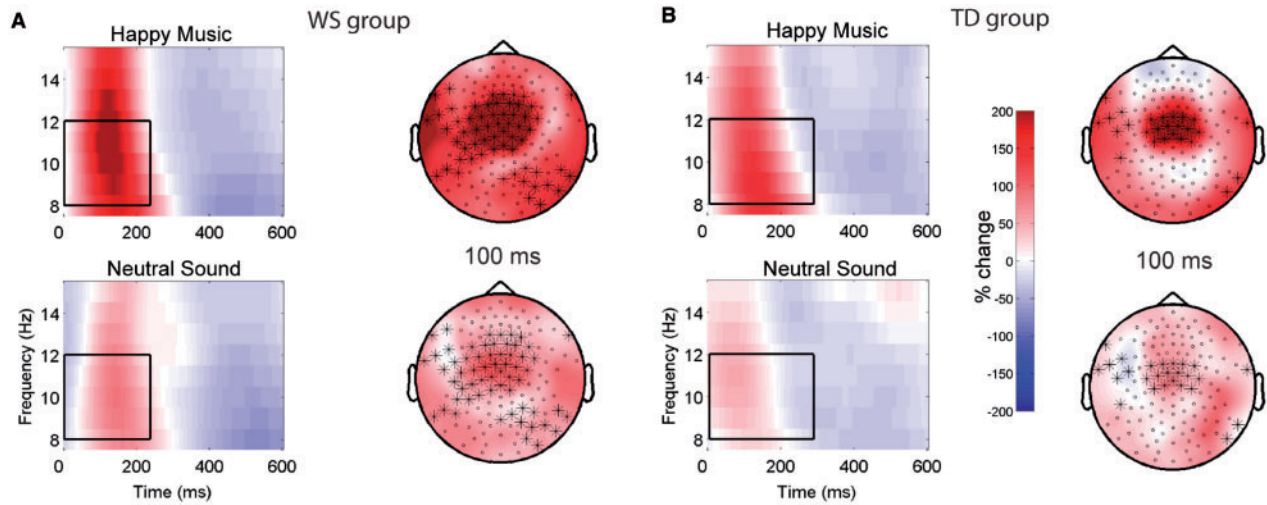 A
WS group
B
TD group
Happy Music
Happy Music
14
12
10
8
0
200
400
600
14
12
10
8
0
200
400
600
200
150
100
50
0
-50
-100
-150
-200
% change
100 ms
100 ms
Neutral Sound
Neutral Sound
Frequency (Hz)
14
12
10
8
0
200
400
600
Time (ms)
Frequency (Hz)
14
12
10
8
0
200
400
600
Time (ms)